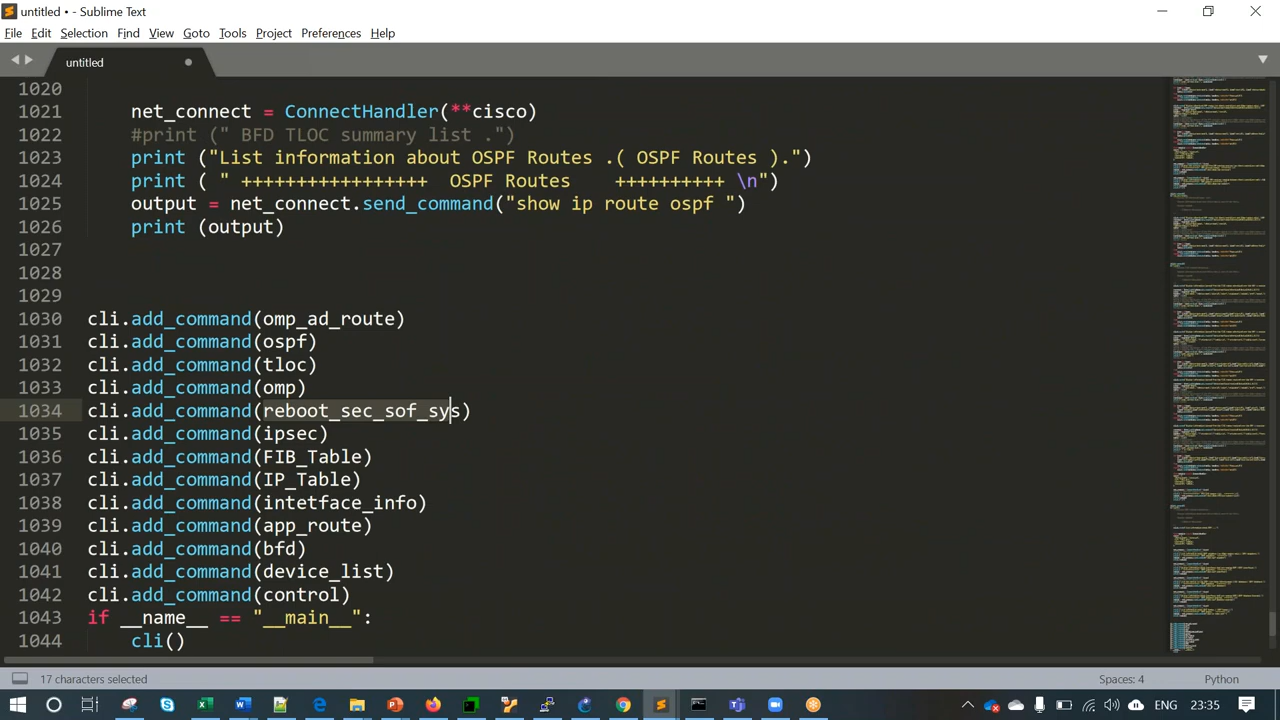 untitled • - Sublime Text
File Edit Selection Find View Goto Tools Project Preferences Help
untitled
1020
1021 net_connect = ConnectHandler(**cisco)
1022 #print (" BFD TLOC summary list .")
1023 print ("List information about OSPF Routes .( OSPF Routes ).")
1024 print ( " +++++++++++++++++ OSPF Routes ++++++++++ \n")
1025 output = net_connect.send_command("show ip route ospf ")
1026 print (output)
1027
1028
1029
1030 cli.add_command(omp_ad_route)
1031 cli.add_command(ospf)
1032 cli.add_command(tloc)
1033 cli.add_command(omp)
1034 cli.add_command(reboot_sec_sof_sys)
1035 cli.add_command(ipsec)
1036 cli.add_command(FIB_Table)
1037 cli.add_command(IP_Table)
1038 cli.add_command(inteface_info)
1039 cli.add_command(app_route)
1040 cli.add_command(bfd)
1041 cli.add_command(device_list)
1042 cli.add_command(control)
1043 if __name__ == "__main__":
1044 cli()
17 characters selected Spaces: 4 Python
ENG 23:35